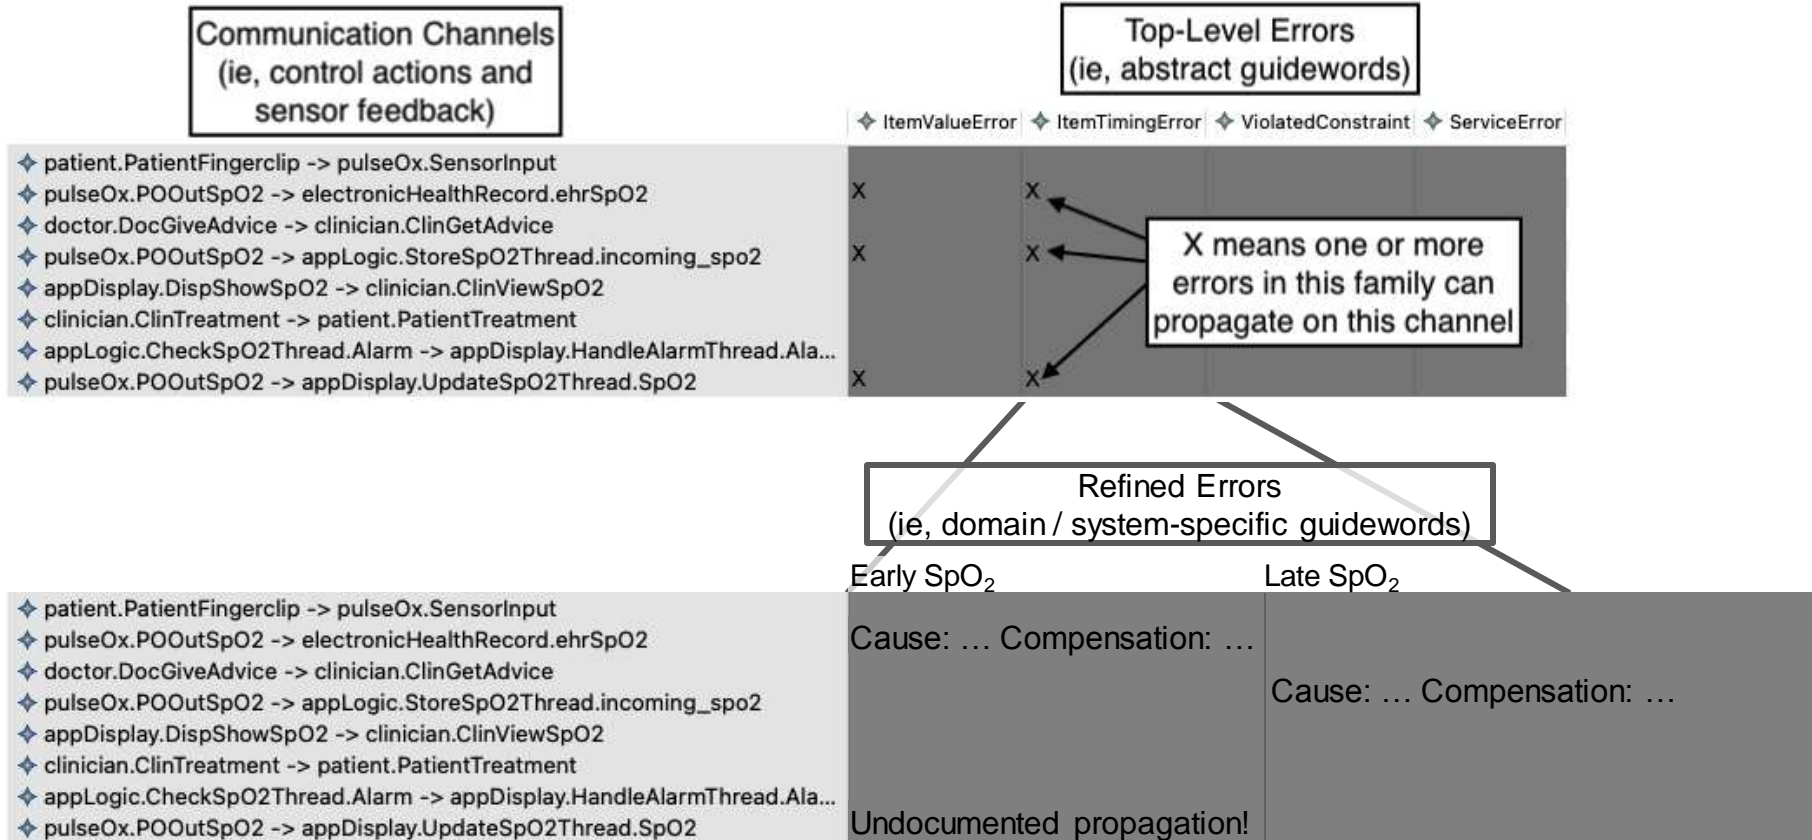 Communication Channels
(ie, control actions and
sensor feedback)
Top-Level Errors
(ie, abstract guidewords)
ItemValueError ItemTimingError ViolatedConstraint ServiceError
patient.PatientFingerclip -> pulseOx.SensorInput
pulseOx.POOutSpO2 -> electronicHealthRecord.ehrSpO2 X X
doctor.DocGiveAdvice -> clinician.ClinGetAdvice
pulseOx.POOutSpO2 -> appLogic.StoreSpO2Thread.incoming_spo2 X X
appDisplay.DispShowSpO2 -> clinician.ClinViewSpO2
clinician.ClinTreatment -> patient.PatientTreatment
appLogic.CheckSpO2Thread.Alarm -> appDisplay.HandleAlarmThread.Ala...
pulseOx.POOutSpO2 -> appDisplay.UpdateSpO2Thread.SpO2 X X
X means one or more
errors in this family can
propagate on this channel
Refined Errors
(ie, domain / system-specific guidewords)
Early SpO₂ Late SpO₂
patient.PatientFingerclip -> pulseOx.SensorInput
pulseOx.POOutSpO2 -> electronicHealthRecord.ehrSpO2 Cause: … Compensation: …
doctor.DocGiveAdvice -> clinician.ClinGetAdvice
pulseOx.POOutSpO2 -> appLogic.StoreSpO2Thread.incoming_spo2 Cause: … Compensation: …
appDisplay.DispShowSpO2 -> clinician.ClinViewSpO2
clinician.ClinTreatment -> patient.PatientTreatment
appLogic.CheckSpO2Thread.Alarm -> appDisplay.HandleAlarmThread.Ala...
pulseOx.POOutSpO2 -> appDisplay.UpdateSpO2Thread.SpO2 Undocumented propagation!